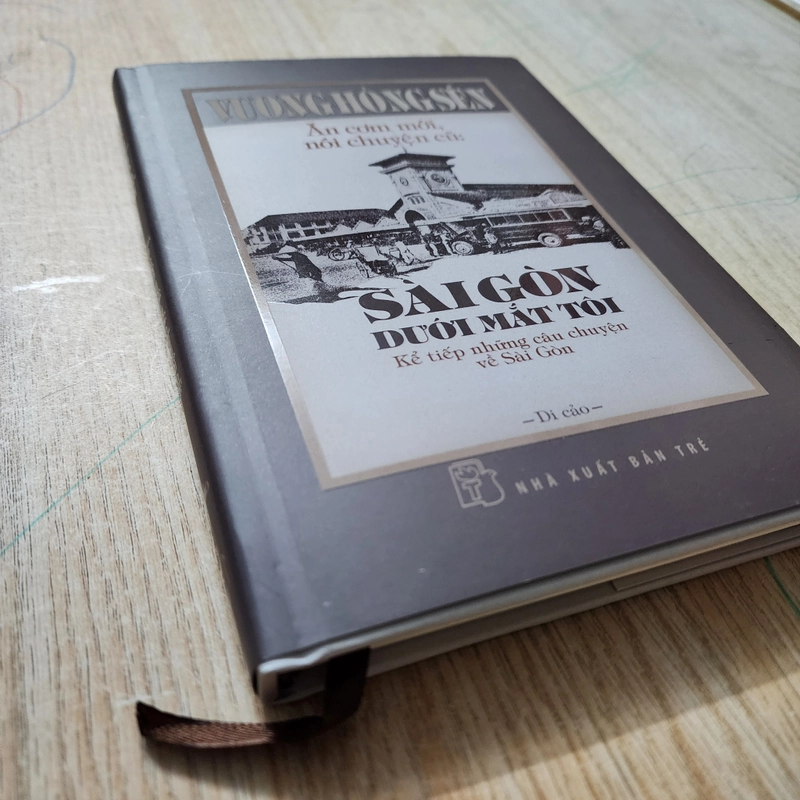 VƯƠNG HỒNG SỂN
Ăn cơm mới,
nói chuyện cũ:
SÀI GÒN
DƯỚI MẮT TÔI
Kể tiếp những câu chuyện
về Sài Gòn
– Di cảo –
NHÀ XUẤT BẢN TRẺ